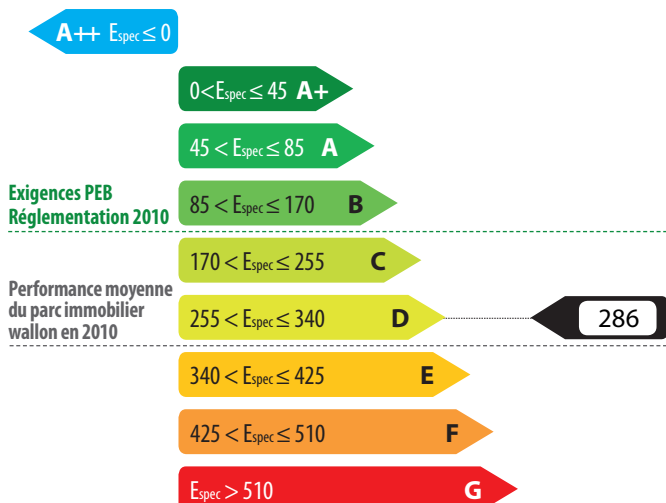 A++ Espec ≤ 0
0<Espec ≤ 45 A+
45 < Espec ≤ 85 A
Exigences PEB
Réglementation 2010
85 < Espec ≤ 170 B
170 < Espec ≤ 255 C
Performance moyenne
du parc immobilier
wallon en 2010
255 < Espec ≤ 340 D
286
340 < Espec ≤ 425 E
425 < Espec ≤ 510 F
Espec > 510 G